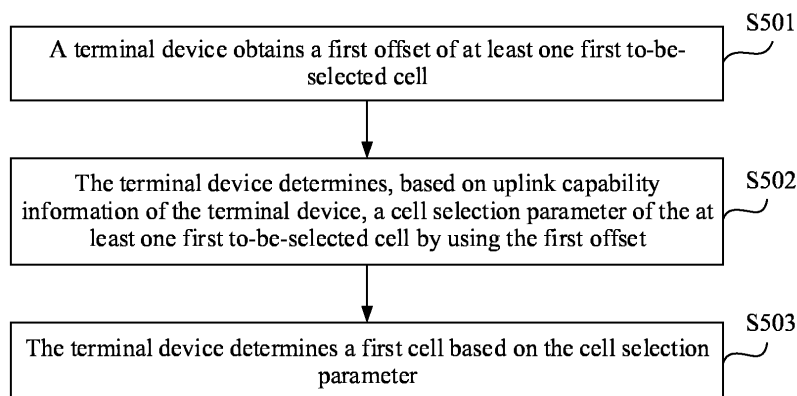 S501
A terminal device obtains a first offset of at least one first to-be-
selected cell
S502
The terminal device determines, based on uplink capability
information of the terminal device, a cell selection parameter of the at
least one first to-be-selected cell by using the first offset
S503
The terminal device determines a first cell based on the cell selection
parameter